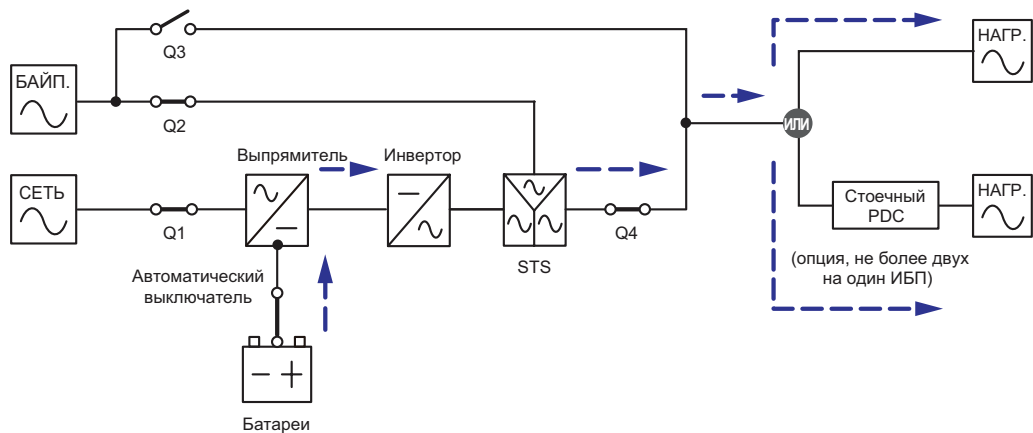 Q3
НАГР.
БАЙП.
Q2
ИЛИ
Выпрямитель
Инвертор
СЕТЬ
НАГР.
Стоечный
PDC
Q1
Q4
STS
(опция, не более двух
на один ИБП)
Автоматический
выключатель
Батареи